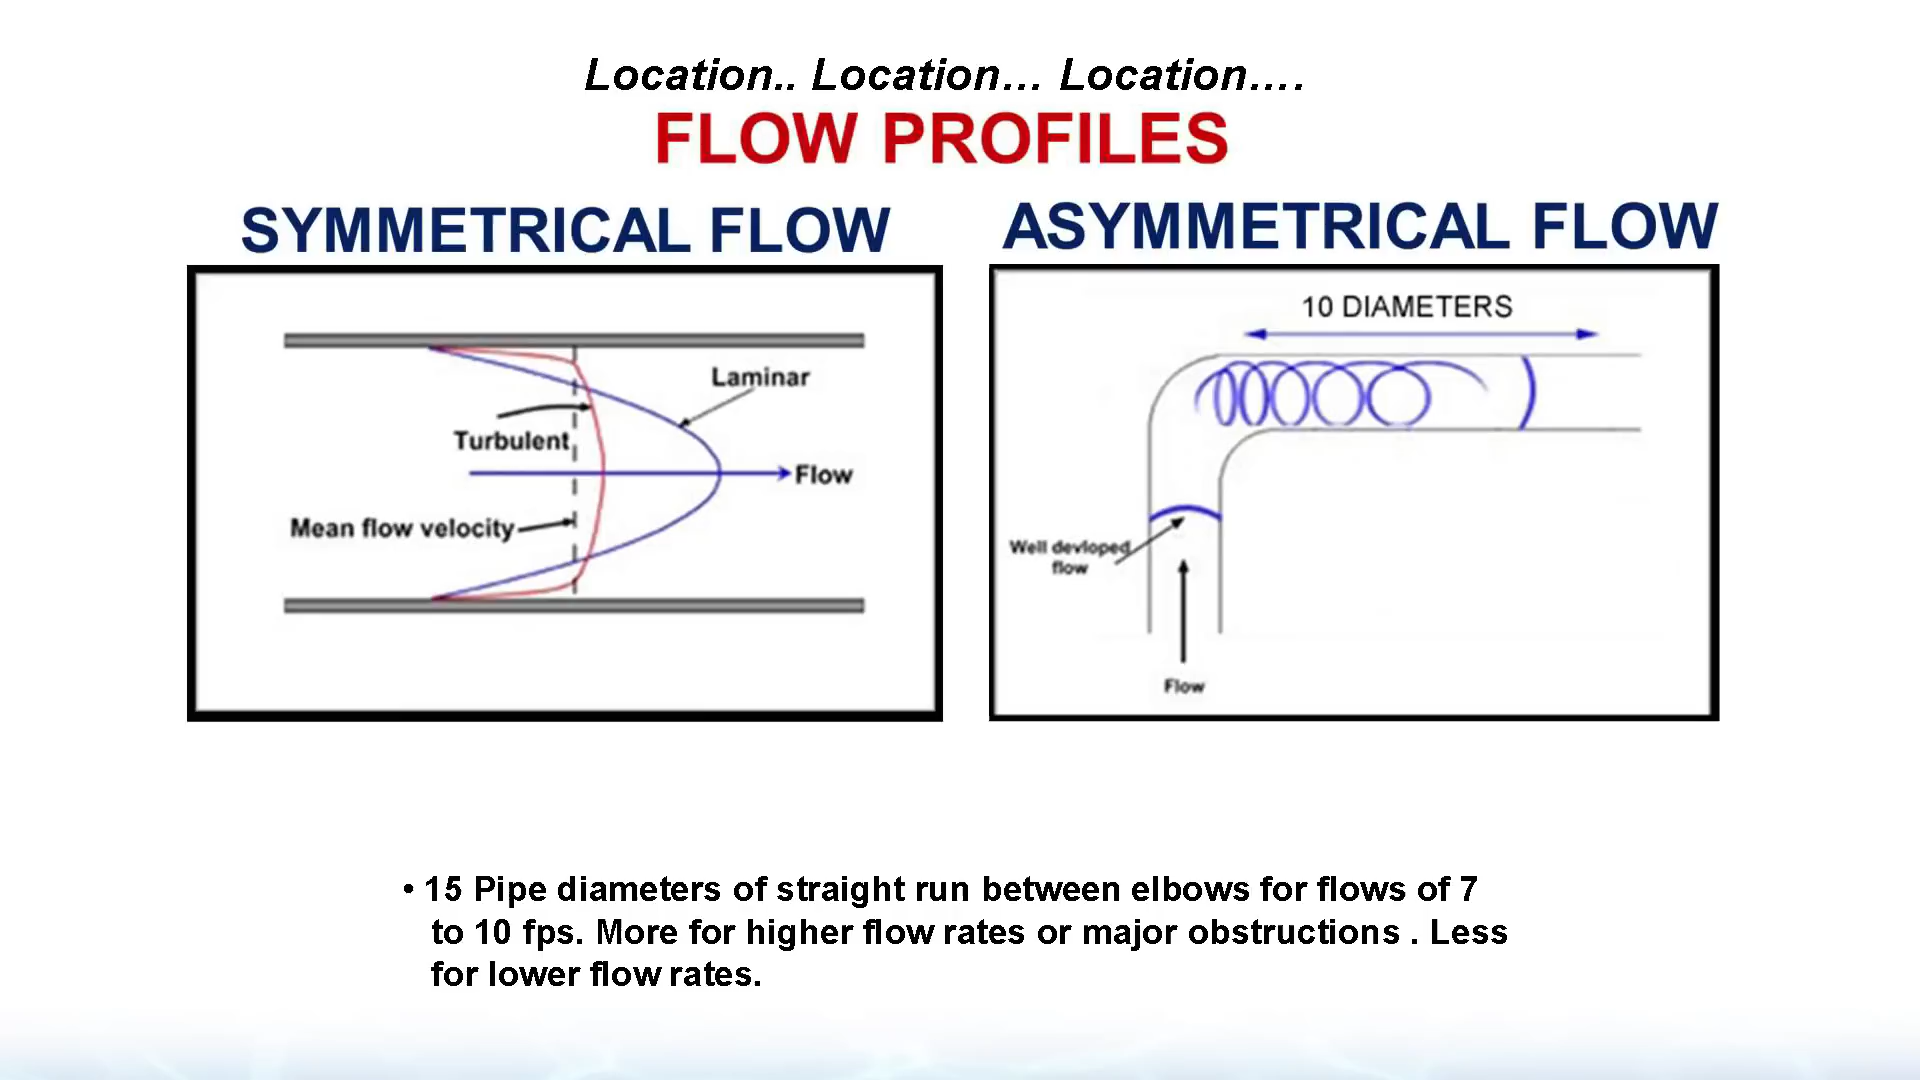 Location.. Location... Location....
FLOW PROFILES
SYMMETRICAL FLOW
Laminar
Turbulent
Flow
Mean flow velocity
ASYMMETRICAL FLOW
10 DIAMETERS
Well devloped
flow
Flow
• 15 Pipe diameters of straight run between elbows for flows of 7
to 10 fps. More for higher flow rates or major obstructions . Less
for lower flow rates.